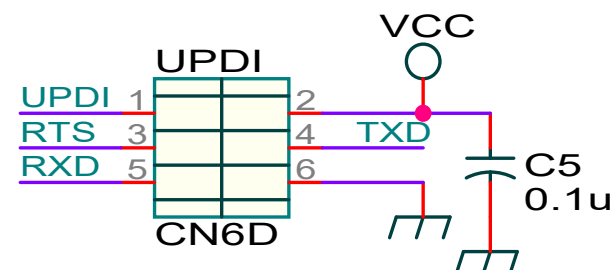 VCC
UPDI
UPDI 1 2
RTS 3 4 TXD
RXD 5 6
C5
0.1u
CN6D